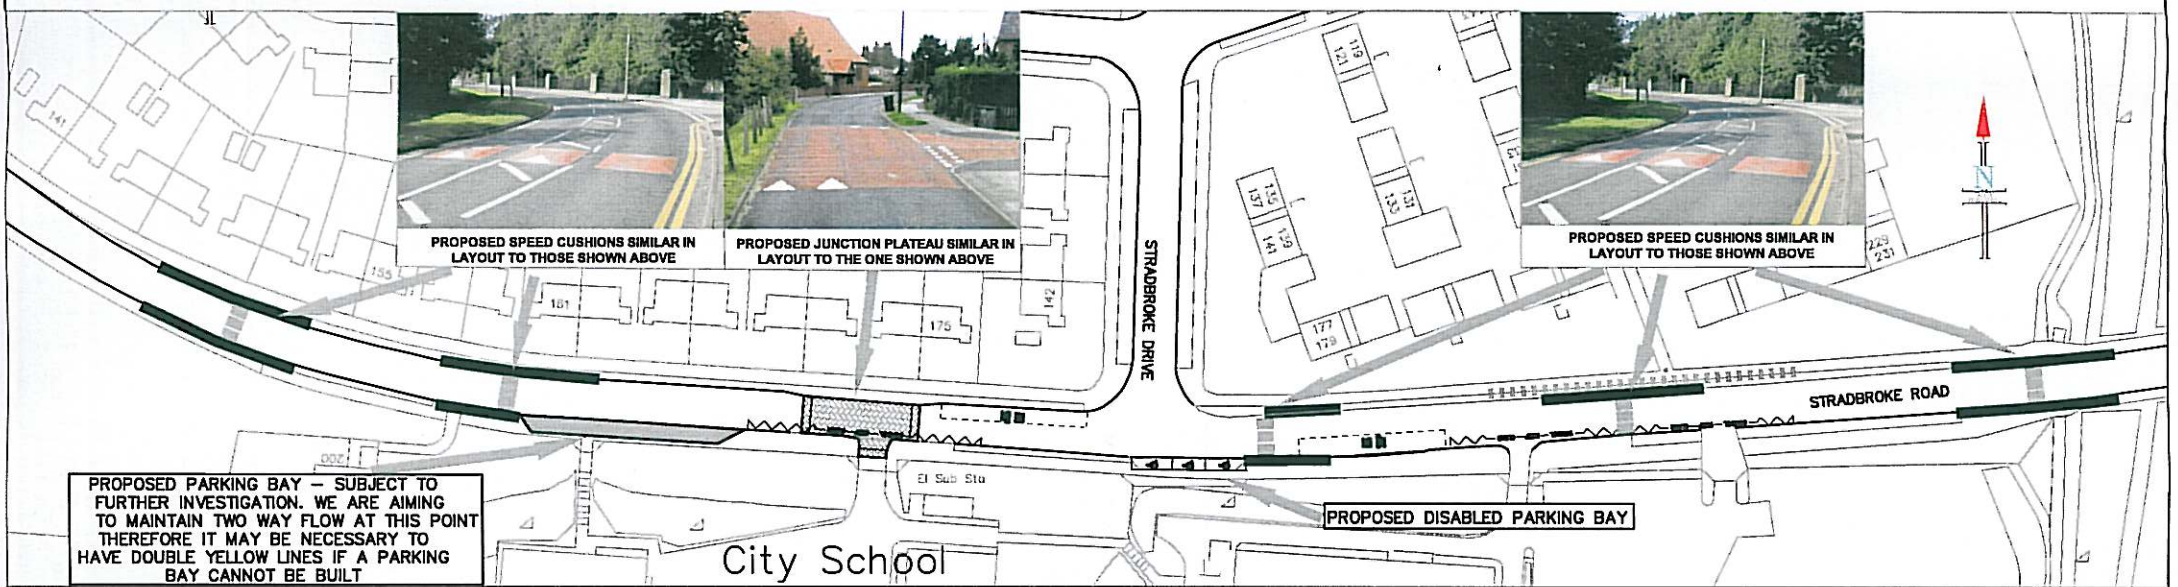 PROPOSED SPEED CUSHIONS SIMILAR IN
LAYOUT TO THOSE SHOWN ABOVE
PROPOSED JUNCTION PLATEAU SIMILAR IN
LAYOUT TO THE ONE SHOWN ABOVE
PROPOSED SPEED CUSHIONS SIMILAR IN
LAYOUT TO THOSE SHOWN ABOVE
N
141
155
161
175
142
STRADBROKE DRIVE
119
121
131
133
135
137
139
141
177
179
229
231
STRADBROKE ROAD
200
El Sub Sta
PROPOSED PARKING BAY – SUBJECT TO
FURTHER INVESTIGATION. WE ARE AIMING
TO MAINTAIN TWO WAY FLOW AT THIS POINT
THEREFORE IT MAY BE NECESSARY TO
HAVE DOUBLE YELLOW LINES IF A PARKING
BAY CANNOT BE BUILT
PROPOSED DISABLED PARKING BAY
City School